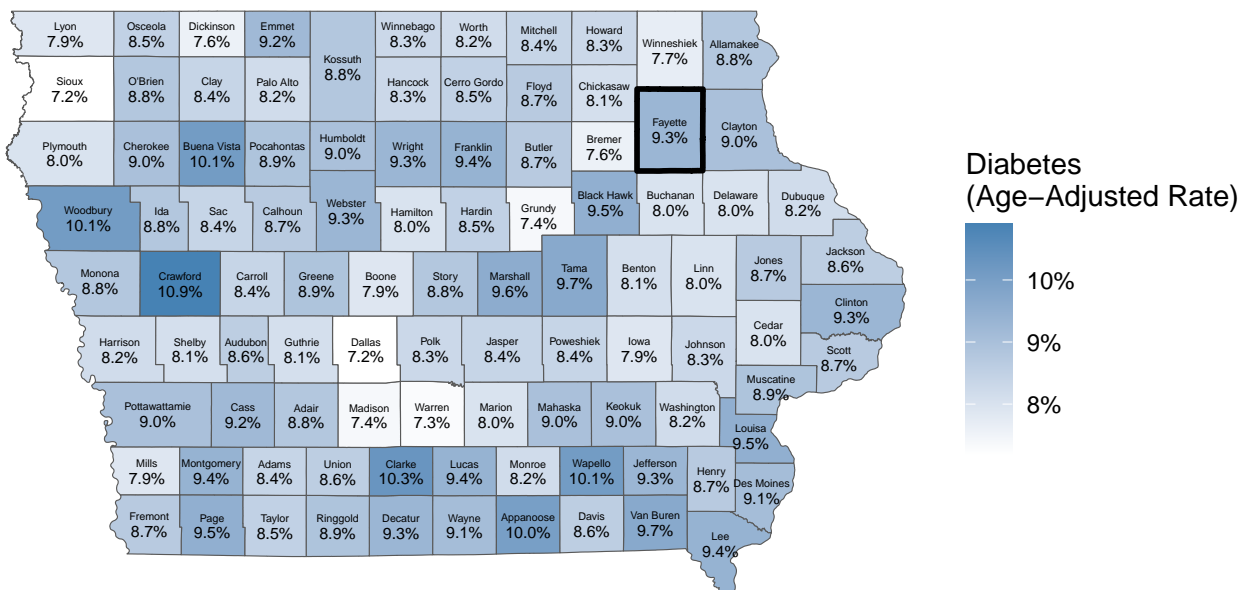 Lyon
7.9%
Osceola
8.5%
Dickinson
7.6%
Emmet
9.2%
Kossuth
8.8%
Winnebago
8.3%
Worth
8.2%
Mitchell
8.4%
Howard
8.3%
Winneshiek
7.7%
Allamakee
8.8%
Sioux
7.2%
O'Brien
8.8%
Clay
8.4%
Palo Alto
8.2%
Hancock
8.3%
Cerro Gordo
8.5%
Floyd
8.7%
Chickasaw
8.1%
Fayette
9.3%
Clayton
9.0%
Plymouth
8.0%
Cherokee
9.0%
Buena Vista
10.1%
Pocahontas
8.9%
Humboldt
9.0%
Wright
9.3%
Franklin
9.4%
Butler
8.7%
Bremer
7.6%
Woodbury
10.1%
Ida
8.8%
Sac
8.4%
Calhoun
8.7%
Webster
9.3%
Hamilton
8.0%
Hardin
8.5%
Grundy
7.4%
Black Hawk
9.5%
Buchanan
8.0%
Delaware
8.0%
Dubuque
8.2%
Monona
8.8%
Crawford
10.9%
Carroll
8.4%
Greene
8.9%
Boone
7.9%
Story
8.8%
Marshall
9.6%
Tama
9.7%
Benton
8.1%
Linn
8.0%
Jones
8.7%
Jackson
8.6%
Clinton
9.3%
Harrison
8.2%
Shelby
8.1%
Audubon
8.6%
Guthrie
8.1%
Dallas
7.2%
Polk
8.3%
Jasper
8.4%
Poweshiek
8.4%
Iowa
7.9%
Johnson
8.3%
Cedar
8.0%
Scott
8.7%
Muscatine
8.9%
Pottawattamie
9.0%
Cass
9.2%
Adair
8.8%
Madison
7.4%
Warren
7.3%
Marion
8.0%
Mahaska
9.0%
Keokuk
9.0%
Washington
8.2%
Louisa
9.5%
Mills
7.9%
Montgomery
9.4%
Adams
8.4%
Union
8.6%
Clarke
10.3%
Lucas
9.4%
Monroe
8.2%
Wapello
10.1%
Jefferson
9.3%
Henry
8.7%
Des Moines
9.1%
Fremont
8.7%
Page
9.5%
Taylor
8.5%
Ringgold
8.9%
Decatur
9.3%
Wayne
9.1%
Appanoose
10.0%
Davis
8.6%
Van Buren
9.7%
Lee
9.4%
Diabetes
(Age−Adjusted Rate)
10%
9%
8%